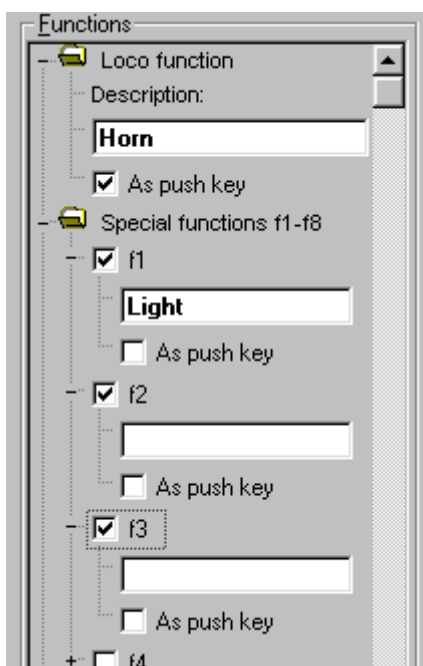 Functions
Loco function
Description:
Horn
As push key
Special functions f1-f8
f1
Light
As push key
f2
As push key
f3
As push key
f4